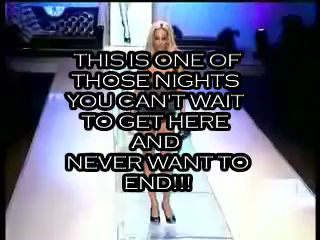 THIS IS ONE OF
THOSE NIGHTS
YOU CAN'T WAIT
TO GET HERE
AND
NEVER WANT TO
END!!!